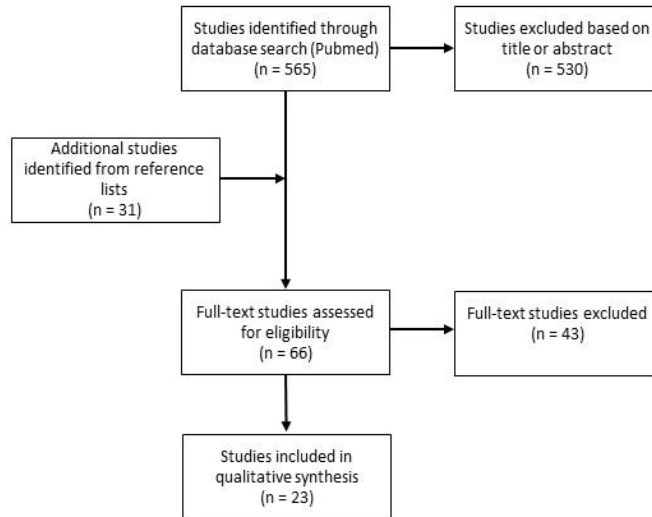 Studies identified through
database search (Pubmed)
(n = 565)
Studies excluded based on
title or abstract
(n = 530)
Additional studies
identified from reference
lists
(n = 31)
Full-text studies assessed
for eligibility
(n = 66)
Full-text studies excluded
(n = 43)
Studies included in
qualitative synthesis
(n = 23)